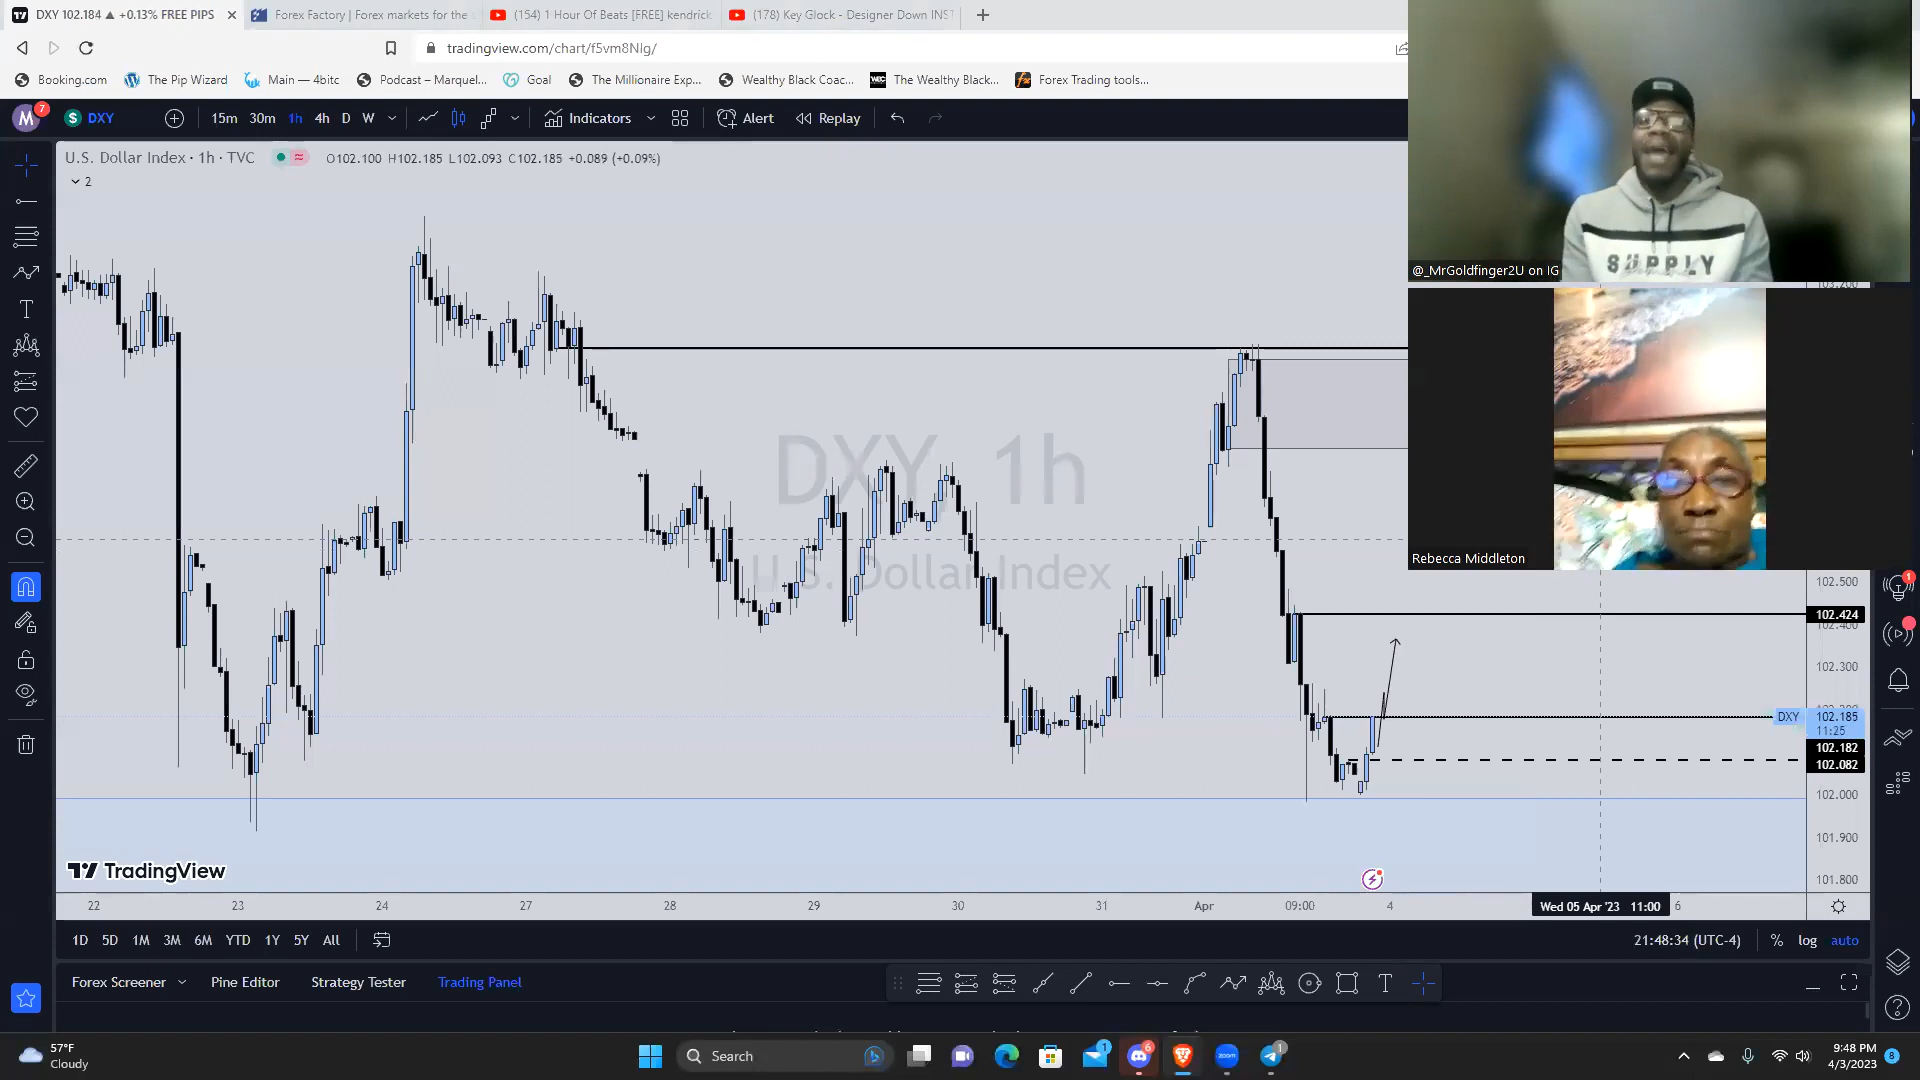 DXY 102.184 ▲ +0.13% FREE PIPS
Forex Factory | Forex markets for the
(154) 1 Hour Of Beats [FREE] kendrick
(178) Key Glock - Designer Down INST
tradingview.com/chart/f5vm8Nlg/
Booking.com
The Pip Wizard
Main — 4bitc
Podcast – Marquel...
Goal
The Millionaire Exp...
Wealthy Black Coac...
The Wealthy Black...
Forex Trading tools...
M 7
DXY
15m 30m 1h 4h D W
Indicators
Alert
Replay
U.S. Dollar Index · 1h · TVC
O102.100 H102.185 L102.093 C102.185 +0.089 (+0.09%)
2
SUPPLY
@_MrGoldfinger2U on IG
Rebecca Middleton
DXY, 1h
U.S. Dollar Index
102.500
102.424
102.400
102.300
DXY 102.185
11:25
102.182
102.082
102.000
101.900
101.800
TradingView
22 23 24 27 28 29 30 31 Apr 09:00 4 Wed 05 Apr '23 11:00 6
1D 5D 1M 3M 6M YTD 1Y 5Y All
21:48:34 (UTC-4) % log auto
Forex Screener
Pine Editor
Strategy Tester
Trading Panel
57°F
Cloudy
Search
9:48 PM
4/3/2023